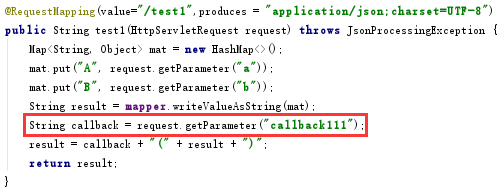 @RequestMapping(value="/test1",produces = "application/json;charset=UTF-8")
public String test1(HttpServletRequest request) throws JsonProcessingException {
Map<String, Object> mat = new HashMap<>();
mat.put("A", request.getParameter("a"));
mat.put("B", request.getParameter("b"));
String result = mapper.writeValueAsString(mat);
String callback = request.getParameter("callback111");
result = callback + "(" + result + ")";
return result;
}